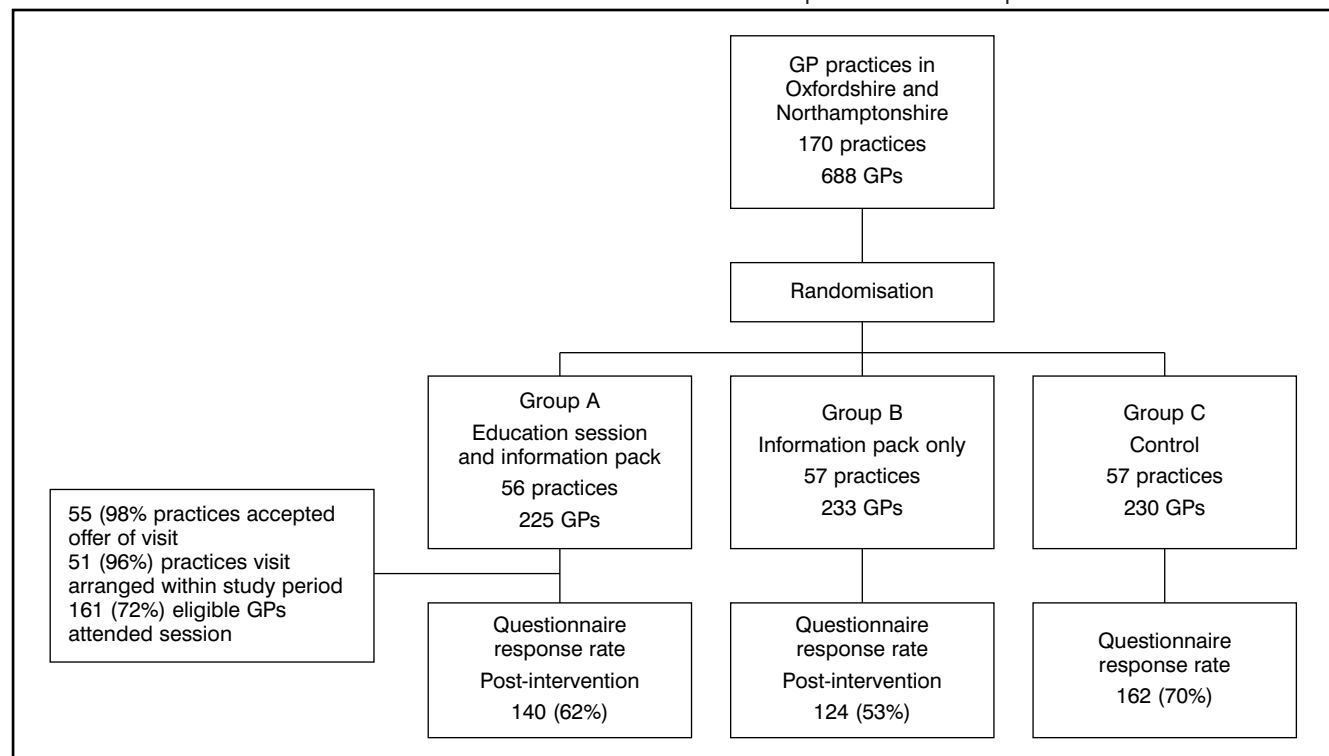 GP practices in
Oxfordshire and
Northamptonshire
170 practices
688 GPs
Randomisation
Group A
Education session
and information pack
56 practices
225 GPs
Group B
Information pack only
57 practices
233 GPs
Group C
Control
57 practices
230 GPs
55 (98% practices accepted
offer of visit
51 (96%) practices visit
arranged within study period
161 (72%) eligible GPs
attended session
Questionnaire
response rate
Post-intervention
140 (62%)
Questionnaire
response rate
Post-intervention
124 (53%)
Questionnaire
response rate
162 (70%)